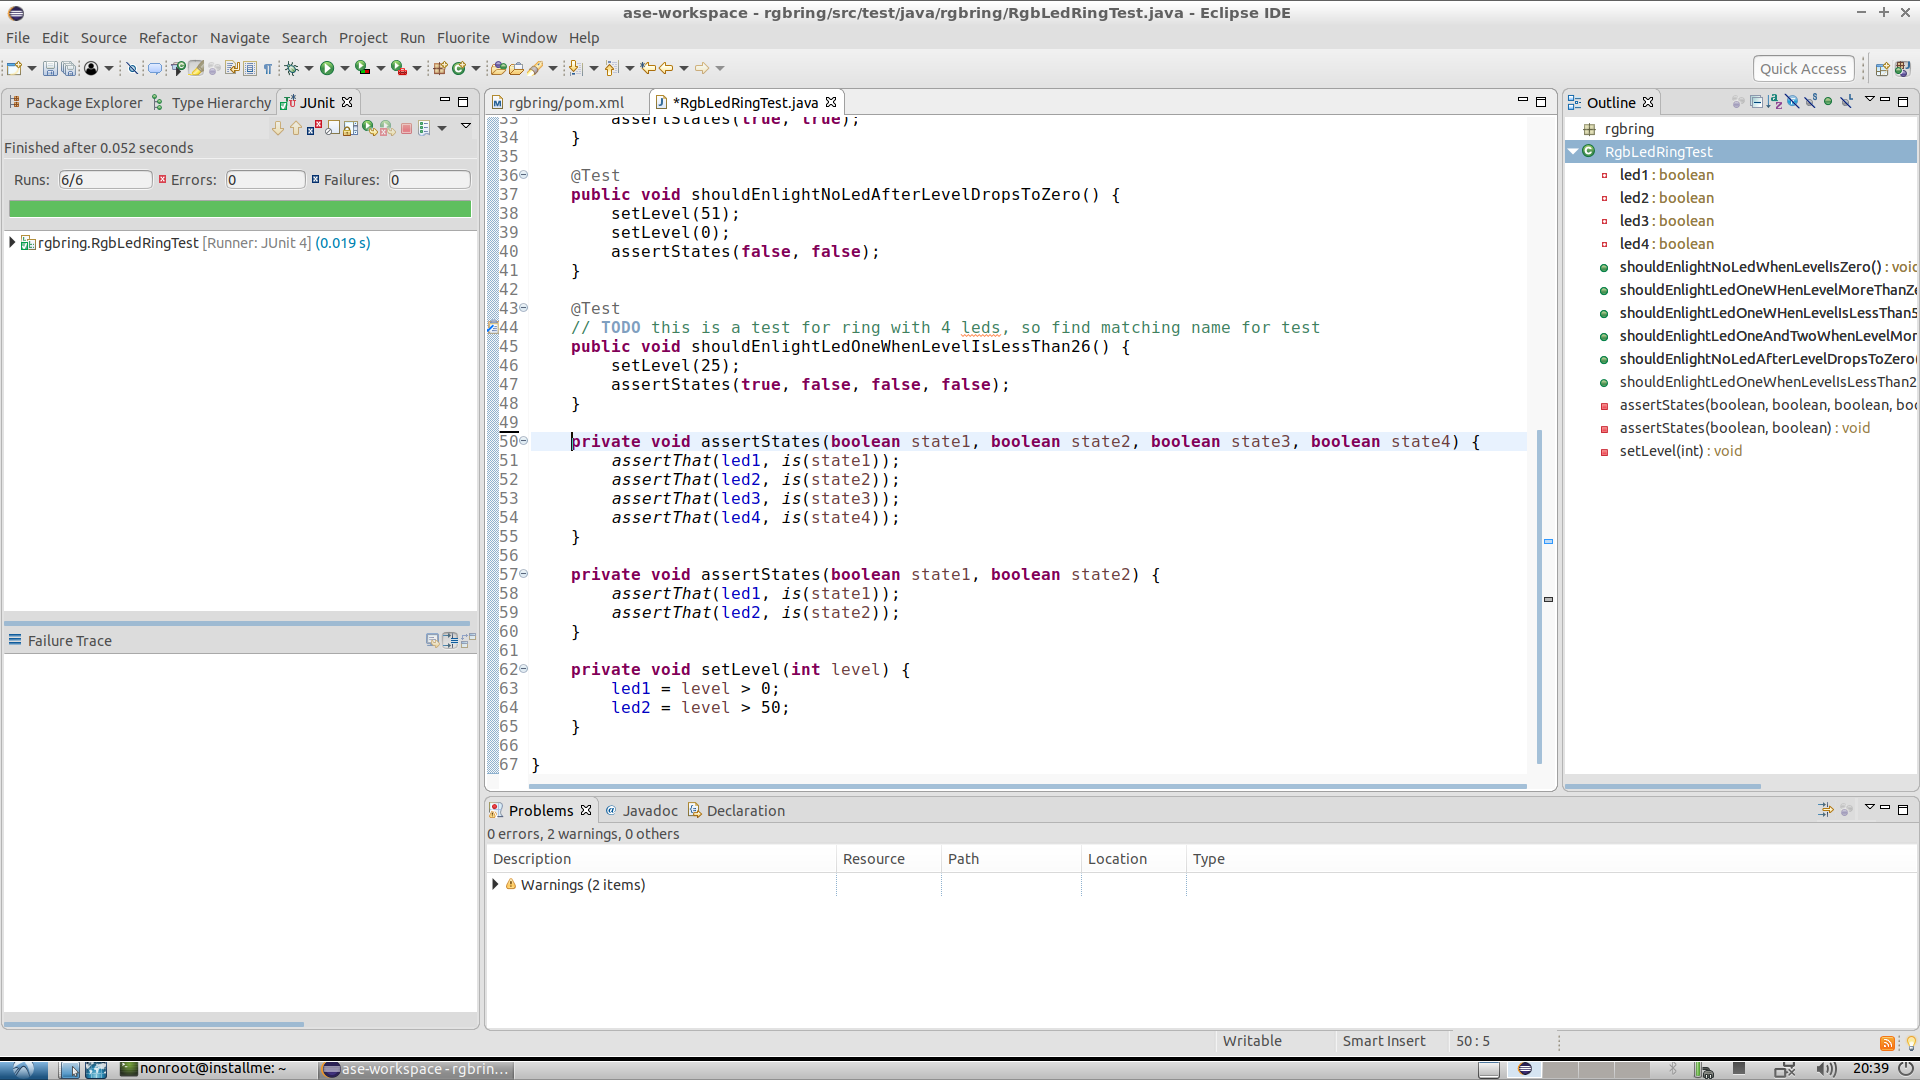 ase-workspace - rgbring/src/test/java/rgbring/RgbLedRingTest.java - Eclipse IDE
File Edit Source Refactor Navigate Search Project Run Fluorite Window Help
Quick Access
Package Explorer Type Hierarchy JUnit
Finished after 0.052 seconds
Runs: 6/6 Errors: 0 Failures: 0
rgbring.RgbLedRingTest [Runner: JUnit 4] (0.019 s)
Failure Trace
rgbring/pom.xml *RgbLedRingTest.java
33 assertStates(true, true);
34 }
35
36 @Test
37 public void shouldEnlightNoLedAfterLevelDropsToZero() {
38 setLevel(51);
39 setLevel(0);
40 assertStates(false, false);
41 }
42
43 @Test
44 // TODO this is a test for ring with 4 leds, so find matching name for test
45 public void shouldEnlightLedOneWhenLevelIsLessThan26() {
46 setLevel(25);
47 assertStates(true, false, false, false);
48 }
49
50 private void assertStates(boolean state1, boolean state2, boolean state3, boolean state4) {
51 assertThat(led1, is(state1));
52 assertThat(led2, is(state2));
53 assertThat(led3, is(state3));
54 assertThat(led4, is(state4));
55 }
56
57 private void assertStates(boolean state1, boolean state2) {
58 assertThat(led1, is(state1));
59 assertThat(led2, is(state2));
60 }
61
62 private void setLevel(int level) {
63 led1 = level > 0;
64 led2 = level > 50;
65 }
66
67 }
Outline
rgbring
RgbLedRingTest
led1 : boolean
led2 : boolean
led3 : boolean
led4 : boolean
shouldEnlightNoLedWhenLevelIsZero() : void
shouldEnlightLedOneWHenLevelMoreThanZe
shouldEnlightLedOneWHenLevelIsLessThan5
shouldEnlightLedOneAndTwoWhenLevelMor
shouldEnlightNoLedAfterLevelDropsToZero(
shouldEnlightLedOneWhenLevelIsLessThan2
assertStates(boolean, boolean, boolean, boo
assertStates(boolean, boolean) : void
setLevel(int) : void
Problems Javadoc Declaration
0 errors, 2 warnings, 0 others
Description Resource Path Location Type
Warnings (2 items)
Writable Smart Insert 50 : 5
nonroot@installme: ~ ase-workspace - rgbrin... 20:39